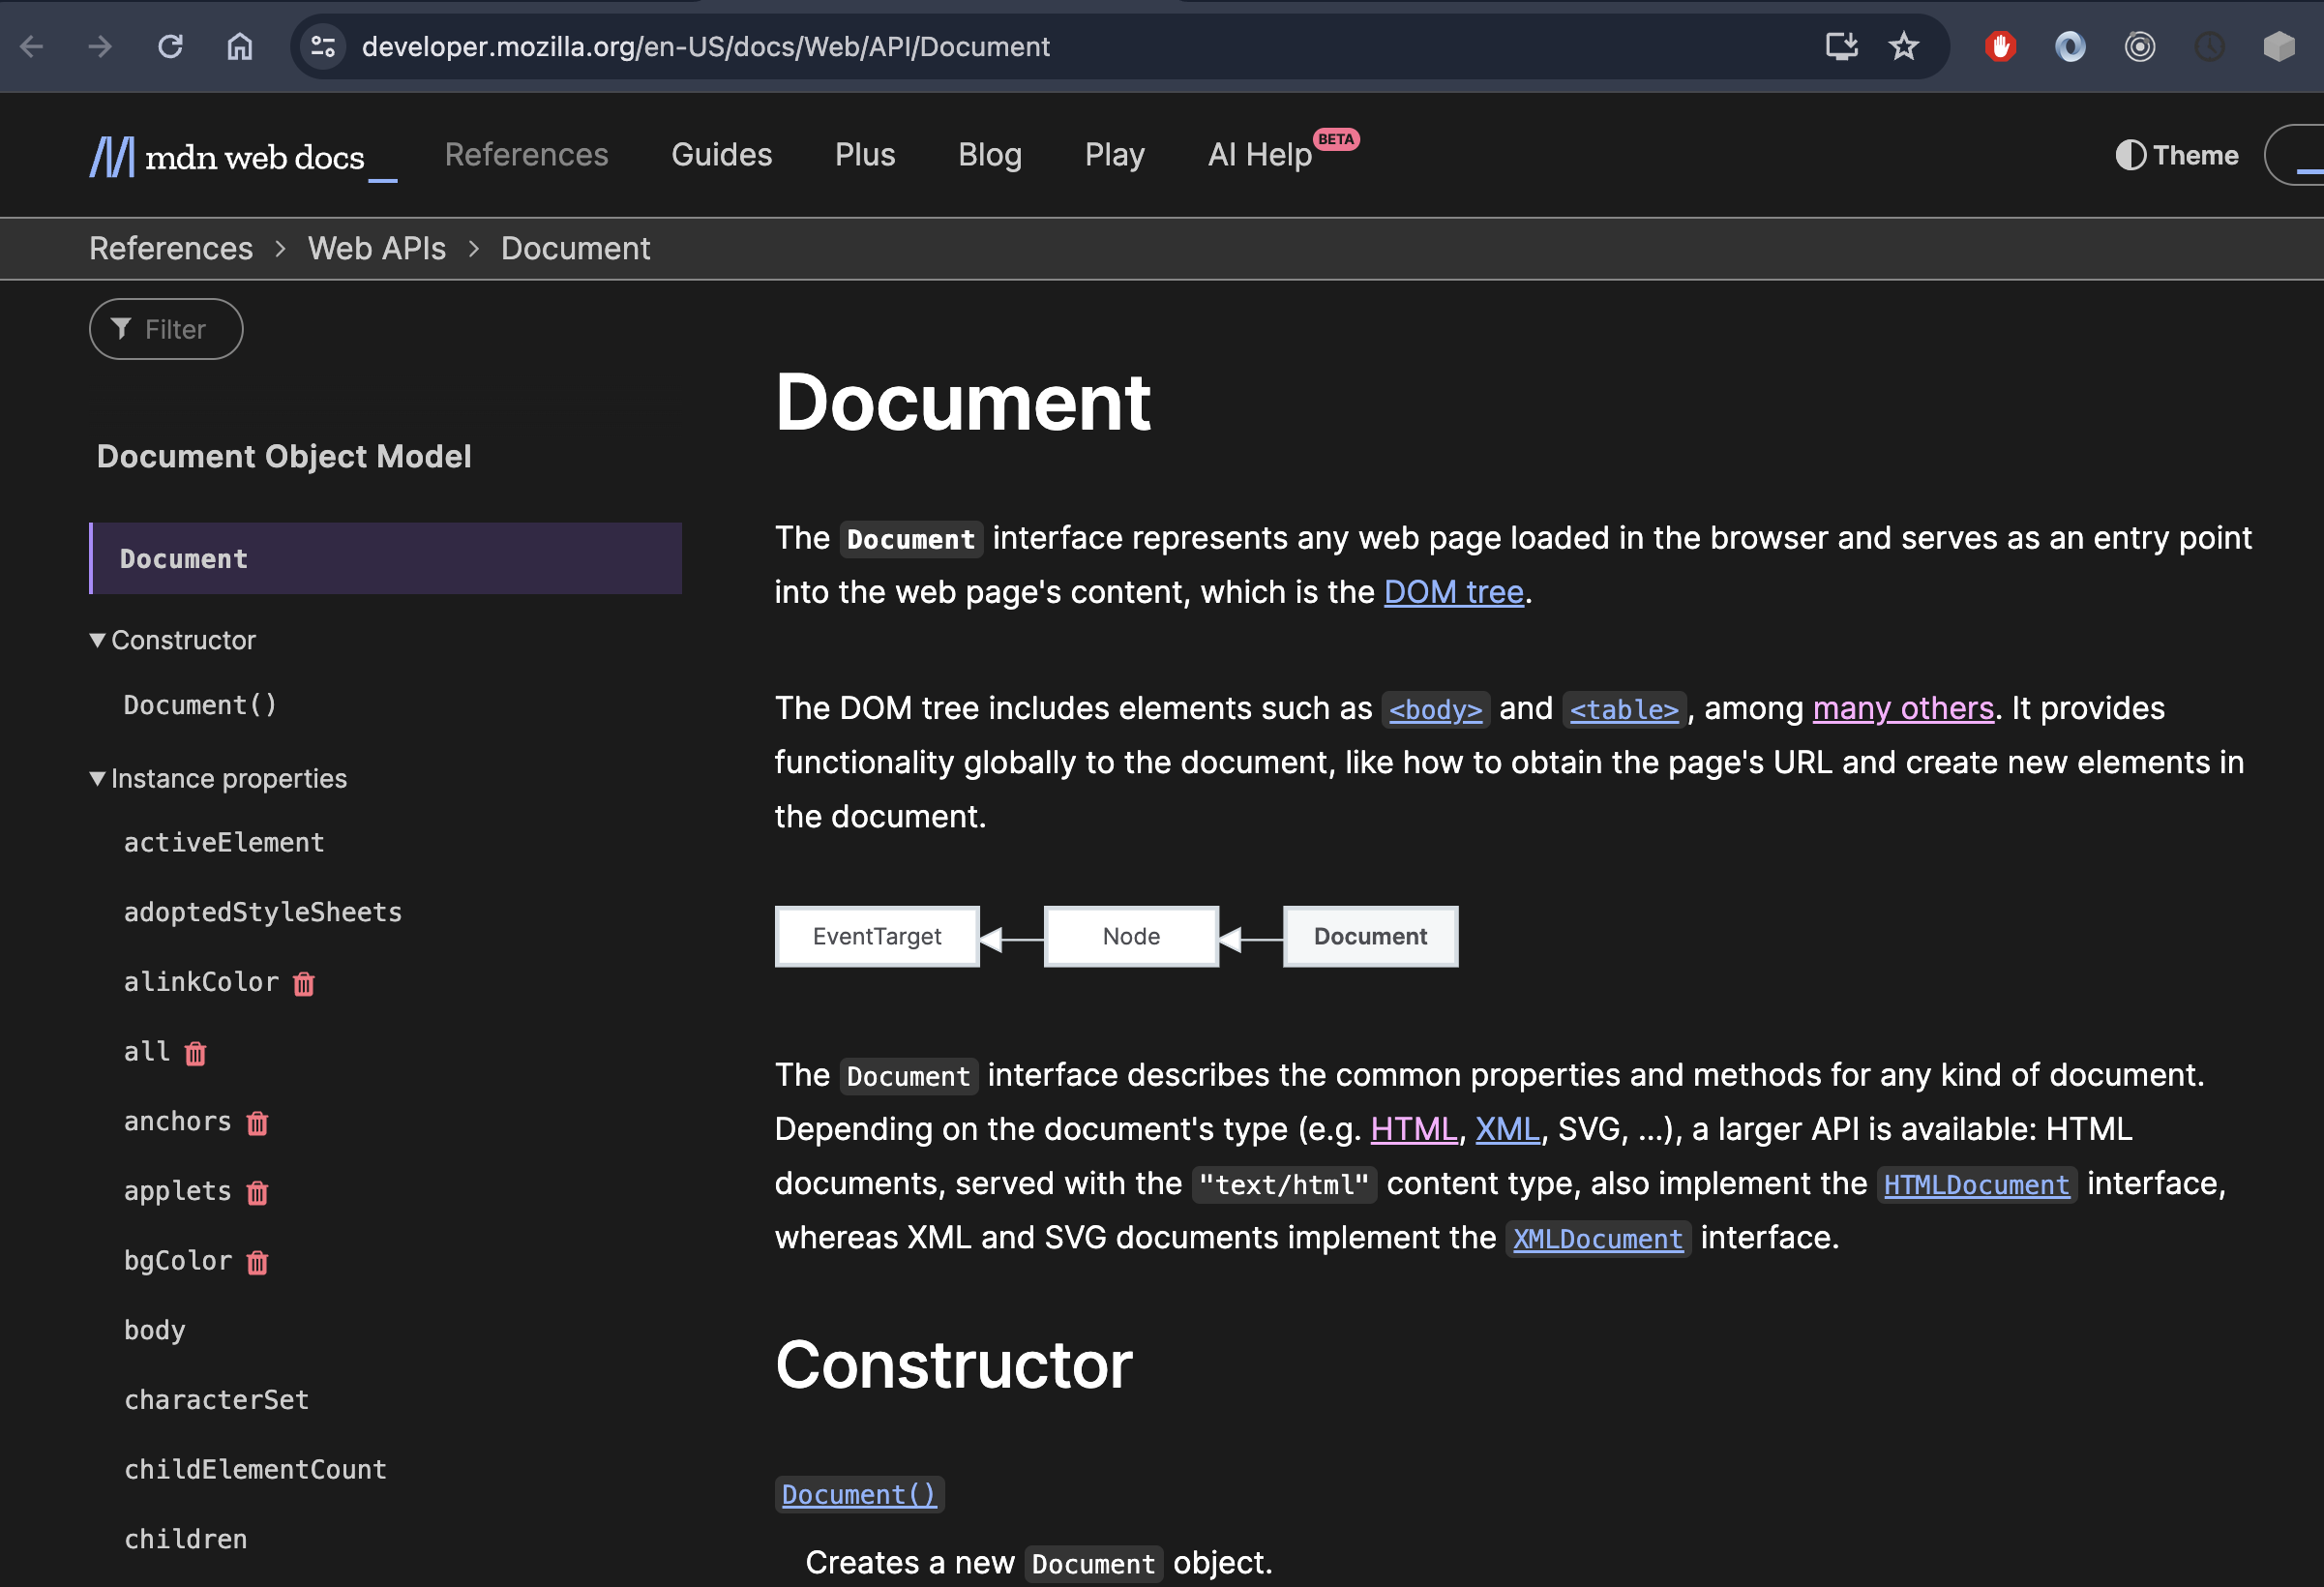 developer.mozilla.org/en-US/docs/Web/API/Document
mdn web docs_
References
Guides
Plus
Blog
Play
AI Help BETA
Theme
References > Web APIs > Document
Filter
Document Object Model
Document
Constructor
Document()
Instance properties
activeElement
adoptedStyleSheets
alinkColor
all
anchors
applets
bgColor
body
characterSet
childElementCount
children
Document
The Document interface represents any web page loaded in the browser and serves as an entry point
into the web page's content, which is the DOM tree.
The DOM tree includes elements such as <body> and <table>, among many others. It provides
functionality globally to the document, like how to obtain the page's URL and create new elements in
the document.
EventTarget
Node
Document
The Document interface describes the common properties and methods for any kind of document.
Depending on the document's type (e.g. HTML, XML, SVG, …), a larger API is available: HTML
documents, served with the "text/html" content type, also implement the HTMLDocument interface,
whereas XML and SVG documents implement the XMLDocument interface.
Constructor
Document()
Creates a new Document object.